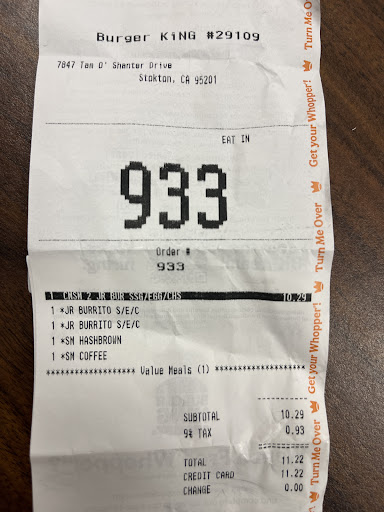 Burger KiNG #29109
7847 Tam O' Shanter Drive
Stokton, CA 95201
EAT IN
933
Order #
933
1 CMSM 2 JR BUR SSG/EGG/CHS 10.29
1 *JR BURRITO S/E/C
1 *JR BURRITO S/E/C
1 *SM HASHBROWN
1 *SM COFFEE
****************** Value Meals (1) ******************
SUBTOTAL 10.29
9% TAX 0.93
TOTAL 11.22
CREDIT CARD 11.22
CHANGE 0.00
Turn Me Over
Get your Whopper!
Turn Me Over
Get your Whopper!
Turn Me Over